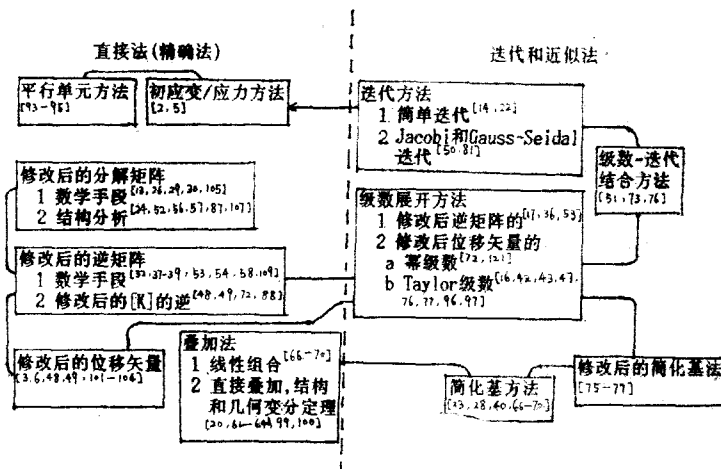 直接法(精确法)
迭代和近似法
平行单元方法
[93-95]
初应变/应力方法
[2,5]
迭代方法
1 简单迭代[14,22]
2 Jacobi和Gauss-Seidal
迭代[50,81]
级数-迭代
结合方法
[51,73,76]
修改后的分解矩阵
1 数学手段[13,26,29,30,105]
2 结构分析[24,52,56,57,87,107]
级数展开方法
1 修改后逆矩阵的[17,36,53]
2 修改后位移矢量的
a 幂级数[72,121]
b Taylor级数[16,42,43,47,
76,77,96,97]
修改后的逆矩阵
1 数学手段[32,37-39,53,54,58,109]
2 修改后的[K]的逆[48,49,72,88]
修改后的位移矢量
[3,6,48,49,101-104]
叠加法
1 线性组合[66-70]
2 直接叠加,结构
和几何变分定理
简化基方法
[23,28,40,66-70]
修改后的简化基法
[75-77]